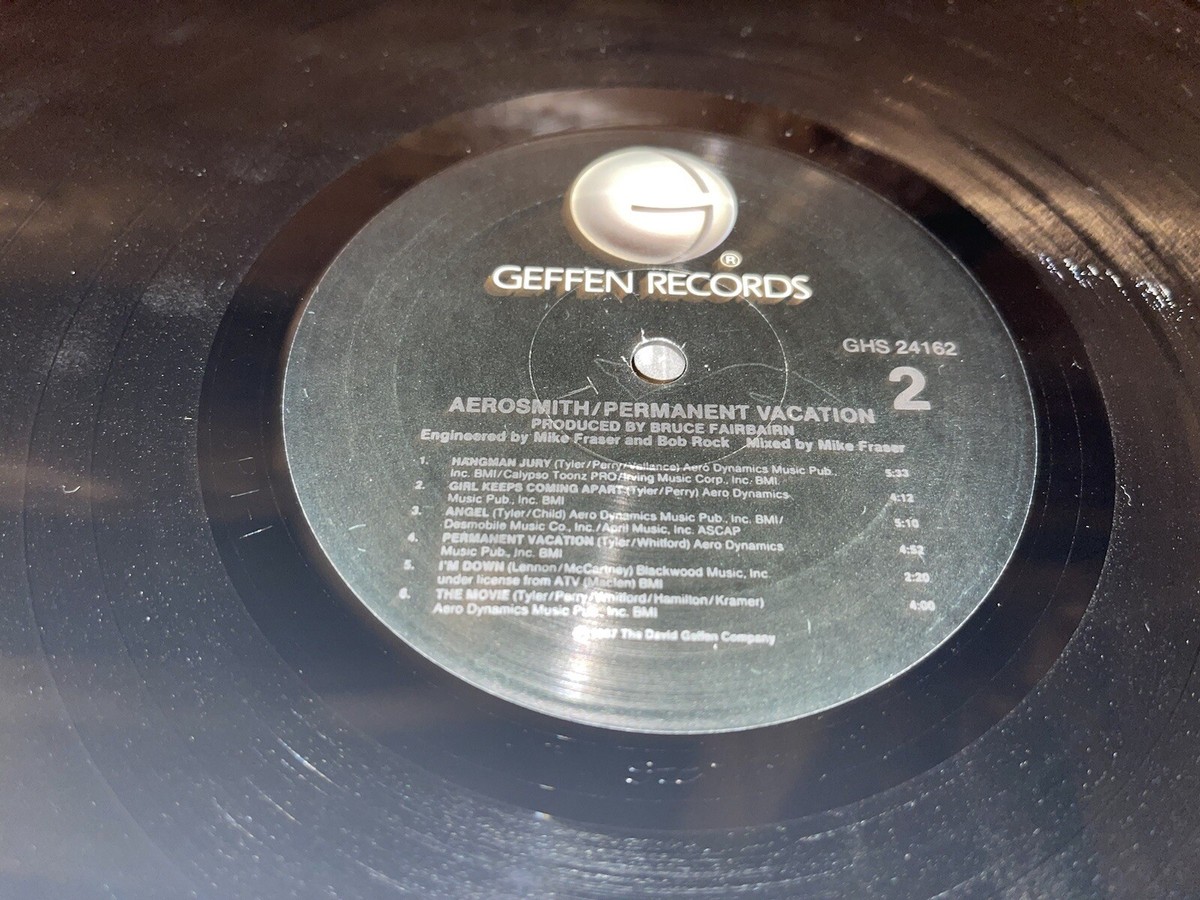 ®
GEFFEN RECORDS
GHS 24162
2
AEROSMITH/PERMANENT VACATION
PRODUCED BY BRUCE FAIRBAIRN
Engineered by Mike Fraser and Bob Rock Mixed by Mike Fraser
1. HANGMAN JURY (Tyler/Perry/Vallance) Aero Dynamics Music Pub. 5:33
Inc. BMI/Calypso Toonz PRO/Irving Music Corp., Inc. BMI.
2. GIRL KEEPS COMING APART (Tyler/Perry) Aero Dynamics 4:12
Music Pub., Inc. BMI
3. ANGEL (Tyler/Child) Aero Dynamics Music Pub., Inc. BMI/ 5:10
Desmobile Music Co., Inc./April Music, Inc. ASCAP
4. PERMANENT VACATION (Tyler/Whitford) Aero Dynamics 4:52
Music Pub., Inc. BMI
5. I'M DOWN (Lennon/McCartney) Blackwood Music, Inc. 2:20
under license from ATV (Maclen) BMI
6. THE MOVIE (Tyler/Perry/Whitford/Hamilton/Kramer) 4:00
Aero Dynamics Music Pub., Inc. BMI
1987 The David Geffen Company